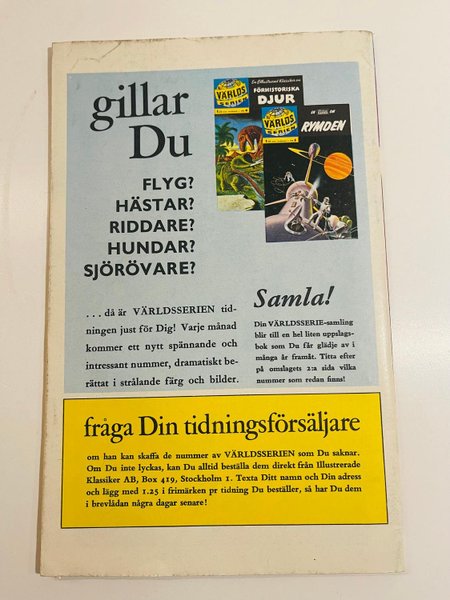 gillar
Du
FLYG?
HÄSTAR?
RIDDARE?
HUNDAR?
SJÖRÖVARE?
En Illustrerad Klassiker om
FÖRHISTORISKA
DJUR
VÄRLDS
SERIEN
VÄRLDS
SERIEN
RYMDEN
. . . då är VÄRLDSSERIEN tid-
ningen just för Dig! Varje månad
kommer ett nytt spännande och
intressant nummer, dramatiskt be-
rättat i strålande färg och bilder.
Samla!
Din VÄRLDSSERIE-samling
blir till en hel liten uppslags-
bok som Du får glädje av i
många år framåt. Titta efter
på omslagets 2:a sida vilka
nummer som redan finns!
fråga Din tidningsförsäljare
om han kan skaffa de nummer av VÄRLDSSERIEN som Du saknar.
Om Du inte lyckas, kan Du alltid beställa dem direkt från Illustrerade
Klassiker AB, Box 419, Stockholm 1. Texta Ditt namn och Din adress
och lägg med 1.25 i frimärken pr tidning Du beställer, så har Du dem
i brevlådan några dagar senare!